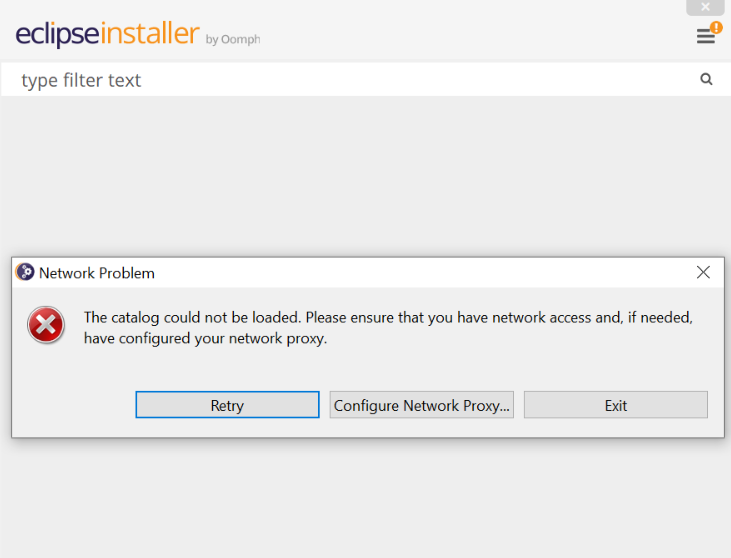 eclipseinstaller by Oomph
type filter text
Network Problem
The catalog could not be loaded. Please ensure that you have network access and, if needed,
have configured your network proxy.
Retry
Configure Network Proxy...
Exit